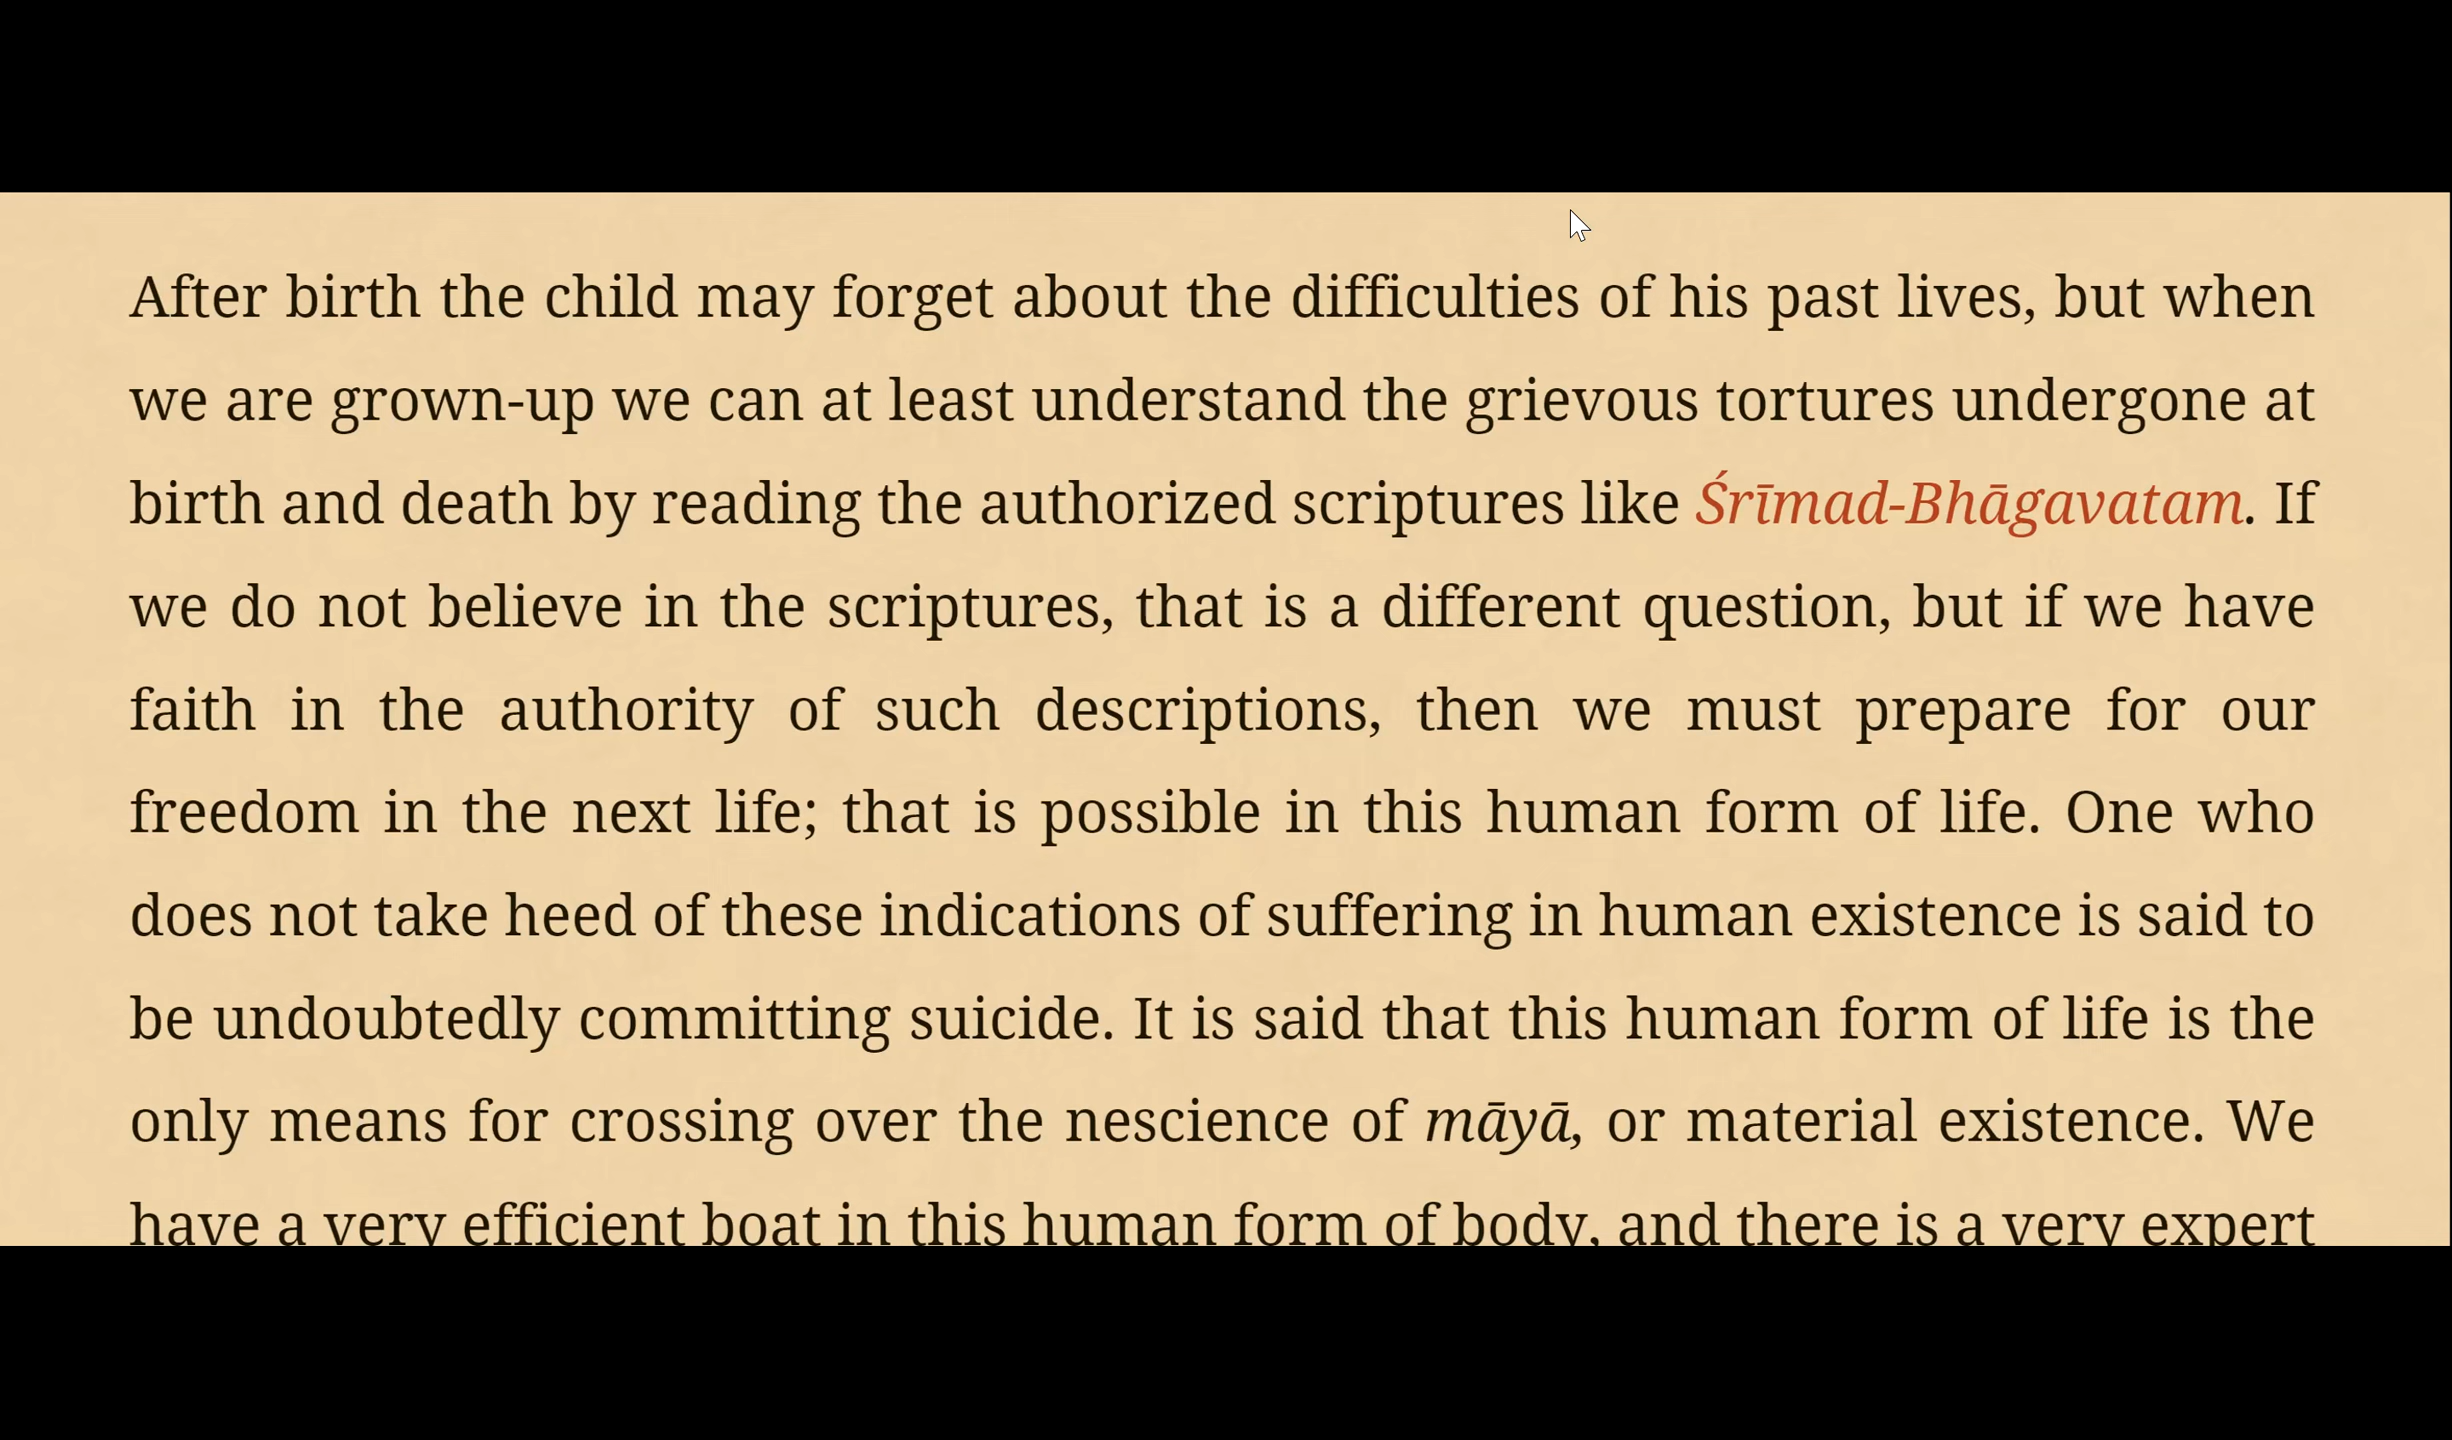 After birth the child may forget about the difficulties of his past lives, but when
we are grown-up we can at least understand the grievous tortures undergone at
birth and death by reading the authorized scriptures like Śrīmad-Bhāgavatam. If
we do not believe in the scriptures, that is a different question, but if we have
faith in the authority of such descriptions, then we must prepare for our
freedom in the next life; that is possible in this human form of life. One who
does not take heed of these indications of suffering in human existence is said to
be undoubtedly committing suicide. It is said that this human form of life is the
only means for crossing over the nescience of māyā, or material existence. We
have a very efficient boat in this human form of body, and there is a very expert